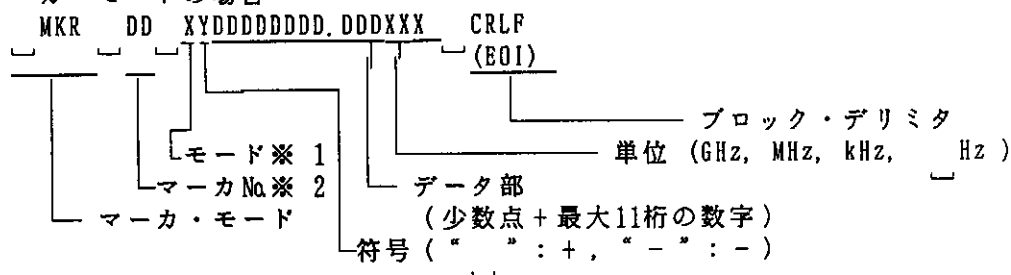 ␣MKR␣DD␣XYDDDDDDDD.DDDXXX␣CRLF
(EOI)
ブロック・デリミタ
単位 (GHz, MHz, kHz, ␣Hz )
モード※ 1
マーカNo.※ 2
データ部
マーカ・モード
(少数点+最大11桁の数字)
符号 ( “ ” : + , “ - ” : - )